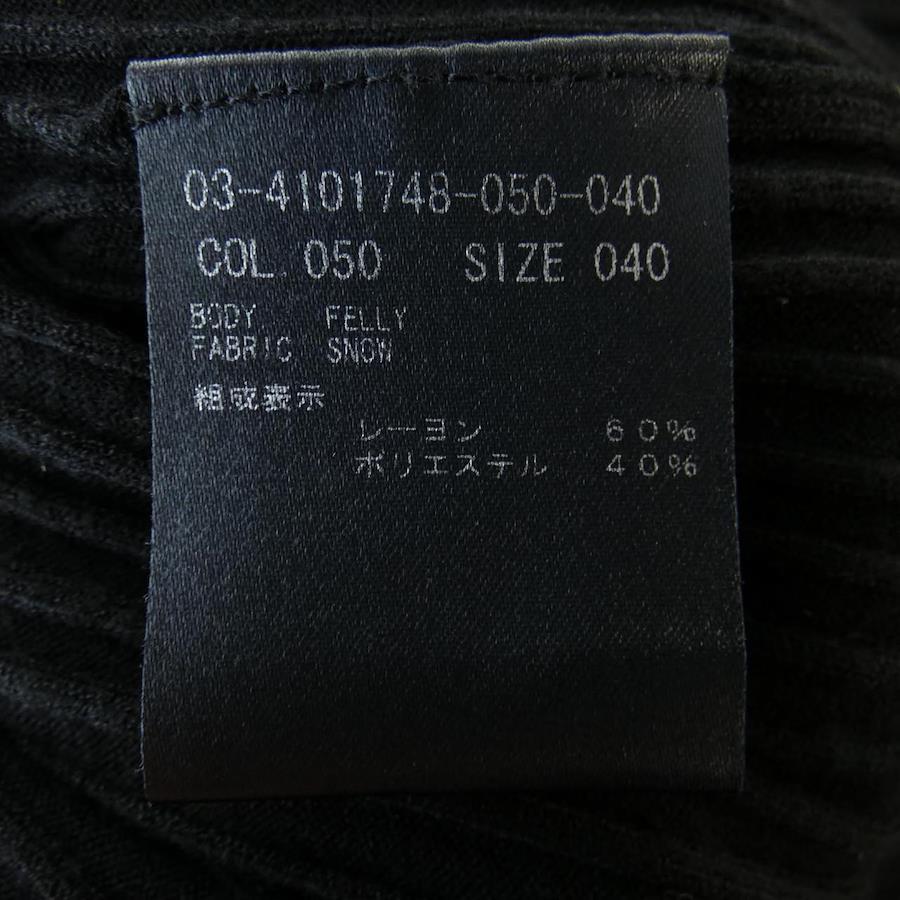 03-4101748-050-040
COL 050 SIZE 040
BODY FELLY
FABRIC SNOW
組成表示
レーヨン 60%
ポリエステル 40%